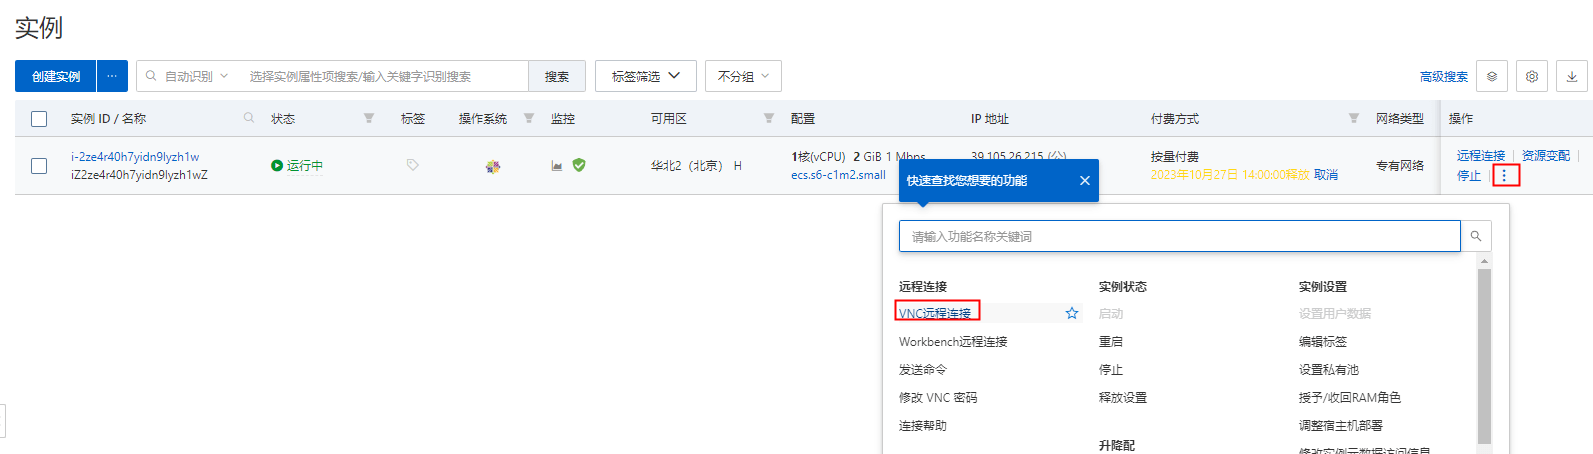 实例
创建实例 ... 自动识别 选择实例属性项搜索/输入关键字识别搜索 搜索 标签筛选 不分组 高级搜索
实例 ID / 名称 状态 标签 操作系统 监控 可用区 配置 IP 地址 付费方式 网络类型 操作
i-2ze4r40h7yidn9lyzh1w 运行中 华北2（北京） H 1核(vCPU) 2 GiB 1 Mbps 39.105.26.215 (公) 按量付费 专有网络 远程连接 | 资源变配 |
iZ2ze4r40h7yidn9lyzh1wZ ecs.s6-c1m2.small 2023年10月27日 14:00:00释放 取消 停止 |
快速查找您想要的功能
请输入功能名称关键词
远程连接 实例状态 实例设置
VNC远程连接 启动 设置用户数据
Workbench远程连接 重启 编辑标签
发送命令 停止 设置私有池
修改 VNC 密码 释放设置 授予/收回RAM角色
连接帮助 调整宿主机部署
升降配 修改实例元数据访问信息